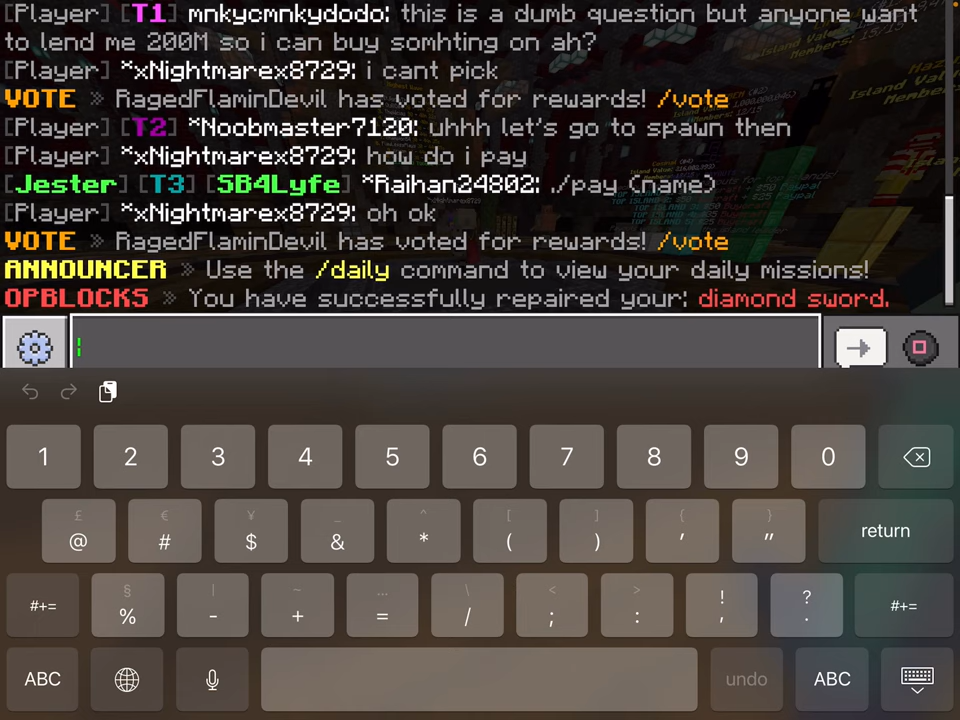 [Player] [T1] mnkycmnkydodo: this is a dumb question but anyone want
to lend me 200M so i can buy somhting on ah?
[Player] *xNightmarex8729: i cant pick
VOTE » RagedFlaminDevil has voted for rewards! /vote
[Player] [T2] *Noobmaster7120: uhhh let's go to spawn then
[Player] *xNightmarex8729: how do i pay
[Jester] [T3] [SB4Lyfe] *Raihan24802: ./pay (name)
[Player] *xNightmarex8729: oh ok
VOTE » RagedFlaminDevil has voted for rewards! /vote
ANNOUNCER » Use the /daily command to view your daily missions!
OPBLOCKS » You have successfully repaired your: diamond sword.
1 2 3 4 5 6 7 8 9 0
£ € ¥ _ ^ [ ] { }
@ # $ & * ( ) ' " return
§ | ~ … \ < > ! ?
#+= % - + = / ; : , . #+=
ABC undo ABC